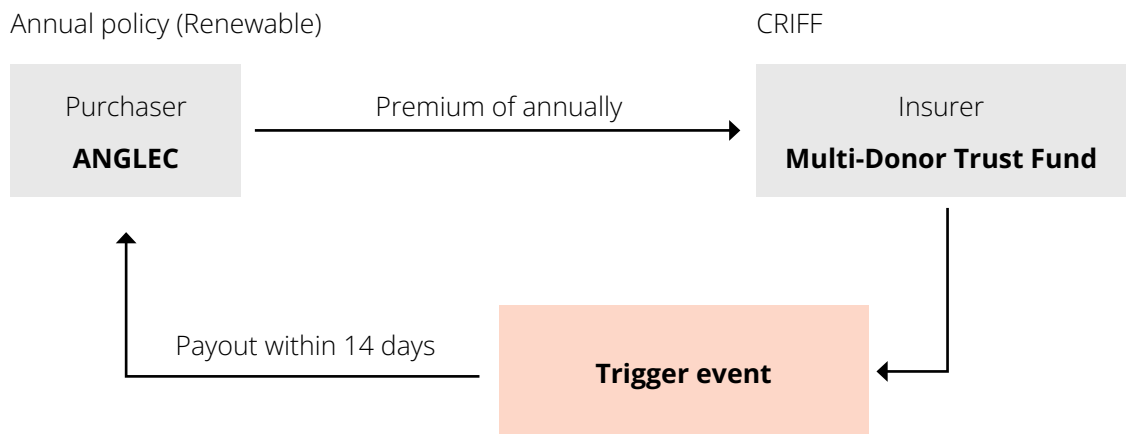 Annual policy (Renewable)
CRIFF
Purchaser
ANGLEC
Premium of annually
Insurer
Multi-Donor Trust Fund
Payout within 14 days
Trigger event